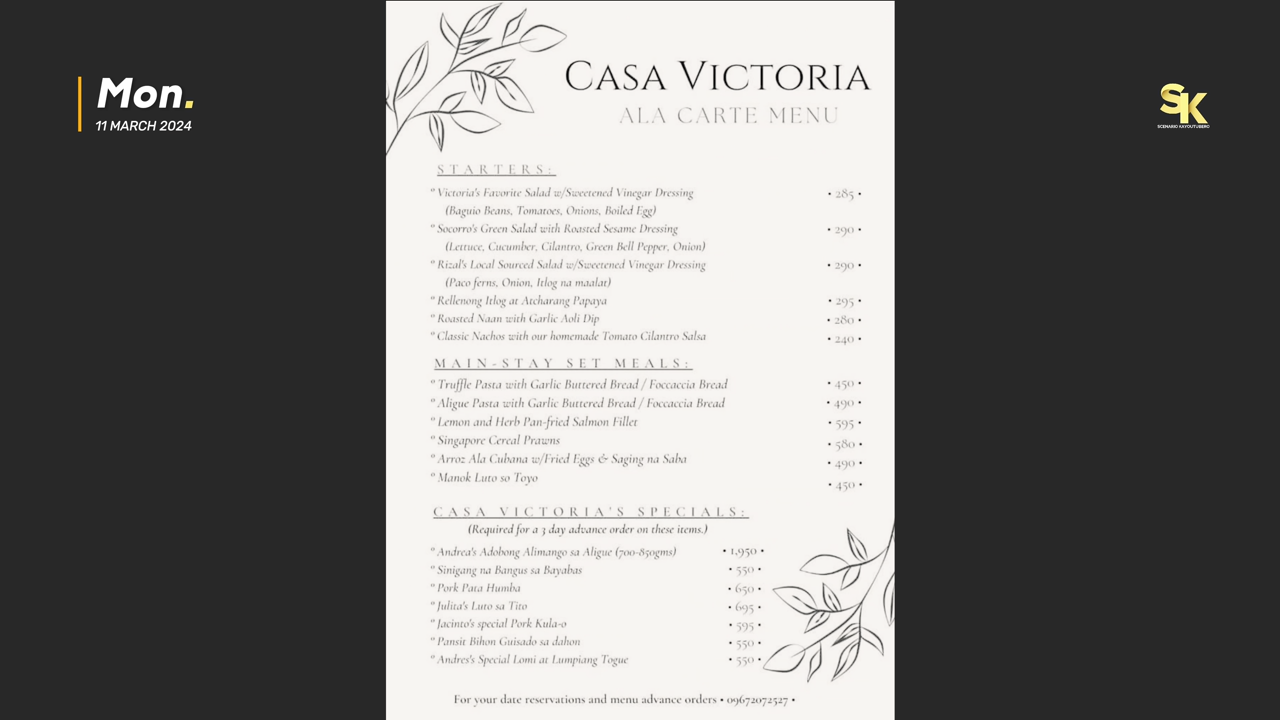 Mon.
11 MARCH 2024
SK
SCENARIO KAYOUTUBERO
CASA VICTORIA
ALA CARTE MENU
STARTERS:
° Victoria's Favorite Salad w/Sweetened Vinegar Dressing • 285 •
(Baguio Beans, Tomatoes, Onions, Boiled Egg)
° Socorro's Green Salad with Roasted Sesame Dressing • 290 •
(Lettuce, Cucumber, Cilantro, Green Bell Pepper, Onion)
° Rizal's Local Sourced Salad w/Sweetened Vinegar Dressing • 290 •
(Paco ferns, Onion, Itlog na maalat)
° Rellenong Itlog at Atcharang Papaya • 295 •
° Roasted Naan with Garlic Aoli Dip • 280 •
° Classic Nachos with our homemade Tomato Cilantro Salsa • 240 •
MAIN-STAY SET MEALS:
° Truffle Pasta with Garlic Buttered Bread / Foccaccia Bread • 450 •
° Aligue Pasta with Garlic Buttered Bread / Foccaccia Bread • 490 •
° Lemon and Herb Pan-fried Salmon Fillet • 595 •
° Singapore Cereal Prawns • 580 •
° Arroz Ala Cubana w/Fried Eggs & Saging na Saba • 490 •
° Manok Luto so Toyo • 450 •
CASA VICTORIA'S SPECIALS:
(Required for a 3 day advance order on these items.)
° Andrea's Adobong Alimango sa Aligue (700-850gms) • 1,950 •
° Sinigang na Bangus sa Bayabas • 550 •
° Pork Pata Humba • 650 •
° Julita's Luto sa Tito • 695 •
° Jacinto's special Pork Kula-o • 595 •
° Pansit Bihon Guisado sa dahon • 550 •
° Andres's Special Lomi at Lumpiang Togue • 550 •
For your date reservations and menu advance orders • 09672072527 •